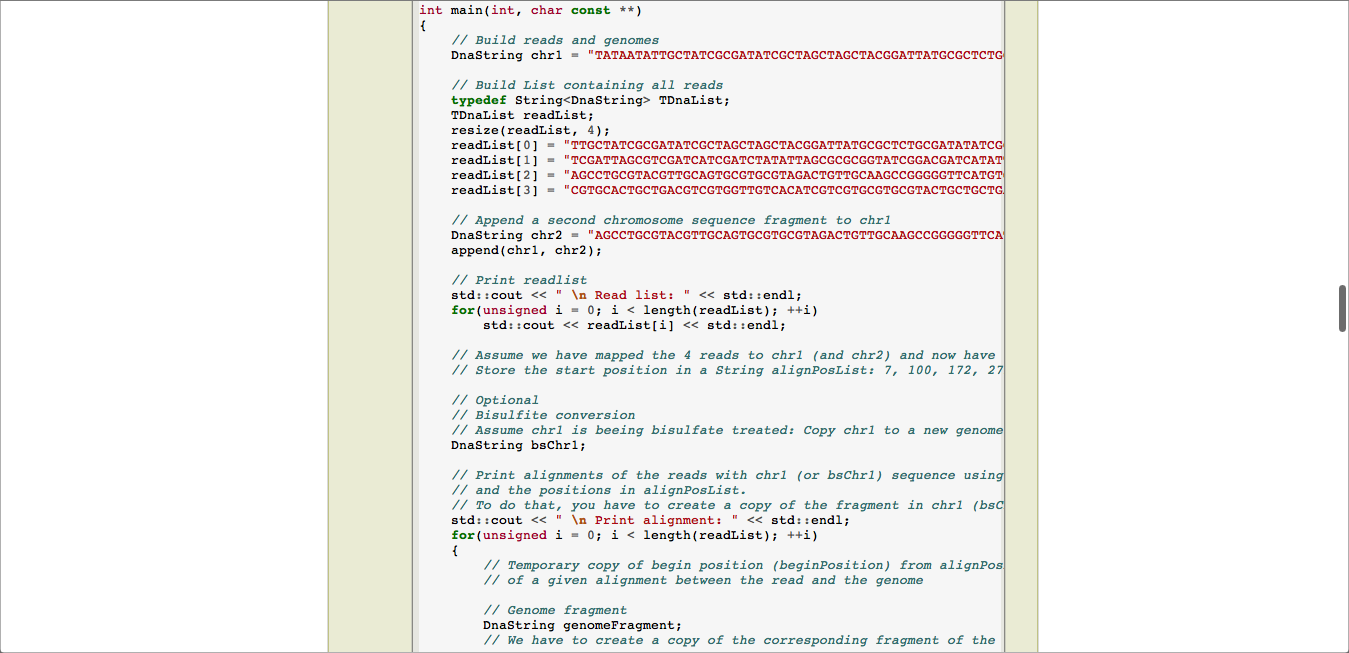 int main(int, char const **)
{
// Build reads and genomes
DnaString chr1 = "TATAATATTGCTATCGCGATATCGCTAGCTAGCTACGGATTATGCGCTCTG
// Build List containing all reads
typedef String<DnaString> TDnaList;
TDnaList readList;
resize(readList, 4);
readList[0] = "TTGCTATCGCGATATCGCTAGCTAGCTACGGATTATGCGCTCTGCGATATATCG
readList[1] = "TCGATTAGCGTCGATCATCGATCTATATTAGCGCGCGGTATCGGACGATCATAT
readList[2] = "AGCCTGCGTACGTTGCAGTGCGTGCGTAGACTGTTGCAAGCCGGGGGTTCATGT
readList[3] = "CGTGCACTGCTGACGTCGTGGTTGTCACATCGTCGTGCGTGCGTACTGCTGCTG
// Append a second chromosome sequence fragment to chr1
DnaString chr2 = "AGCCTGCGTACGTTGCAGTGCGTGCGTAGACTGTTGCAAGCCGGGGGTTCA
append(chr1, chr2);
// Print readlist
std::cout << " \n Read list: " << std::endl;
for(unsigned i = 0; i < length(readList); ++i)
std::cout << readList[i] << std::endl;
// Assume we have mapped the 4 reads to chr1 (and chr2) and now have
// Store the start position in a String alignPosList: 7, 100, 172, 27
// Optional
// Bisulfite conversion
// Assume chr1 is beeing bisulfate treated: Copy chr1 to a new genome
DnaString bsChr1;
// Print alignments of the reads with chr1 (or bsChr1) sequence using
// and the positions in alignPosList.
// To do that, you have to create a copy of the fragment in chr1 (bsC
std::cout << " \n Print alignment: " << std::endl;
for(unsigned i = 0; i < length(readList); ++i)
{
// Temporary copy of begin position (beginPosition) from alignPos
// of a given alignment between the read and the genome
// Genome fragment
DnaString genomeFragment;
// We have to create a copy of the corresponding fragment of the